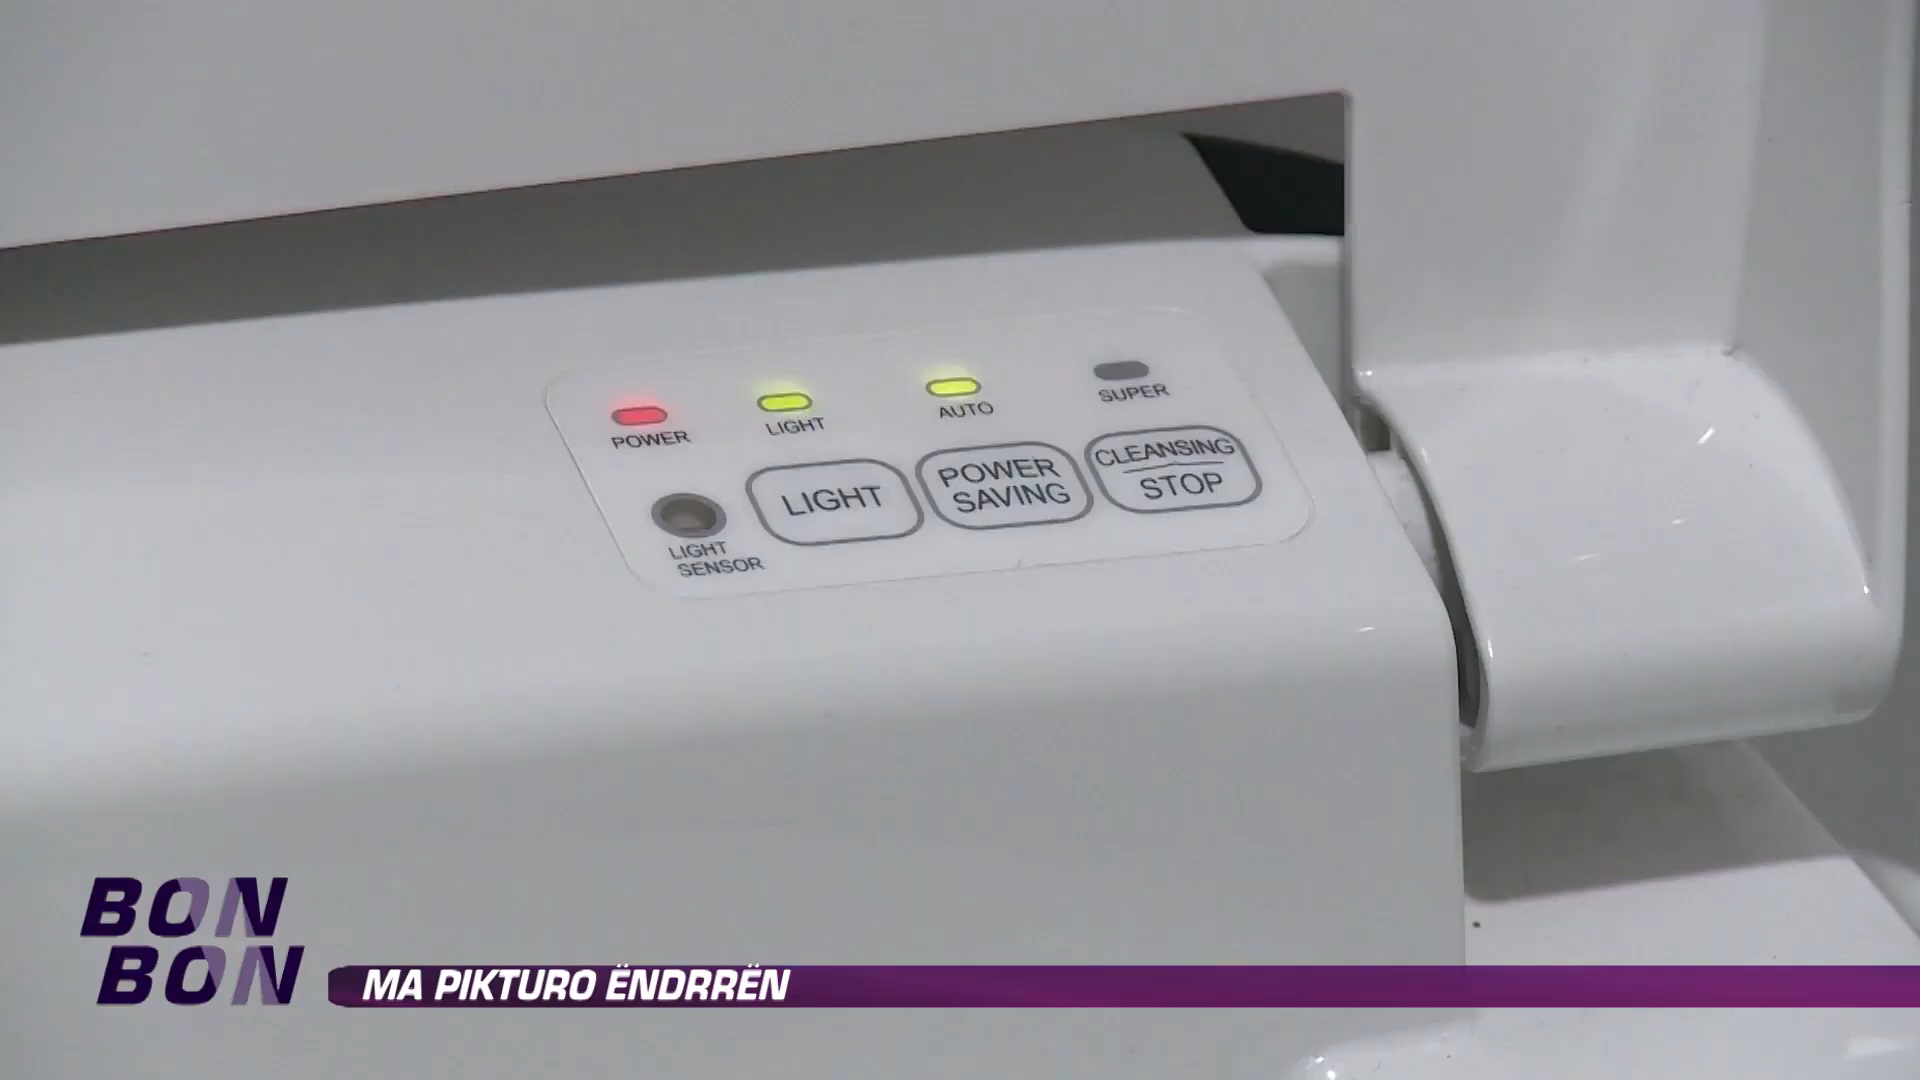 POWER
LIGHT
AUTO
SUPER
LIGHT
SENSOR
LIGHT
POWER
SAVING
CLEANSING
STOP
BON
BON
MA PIKTURO ËNDRRËN